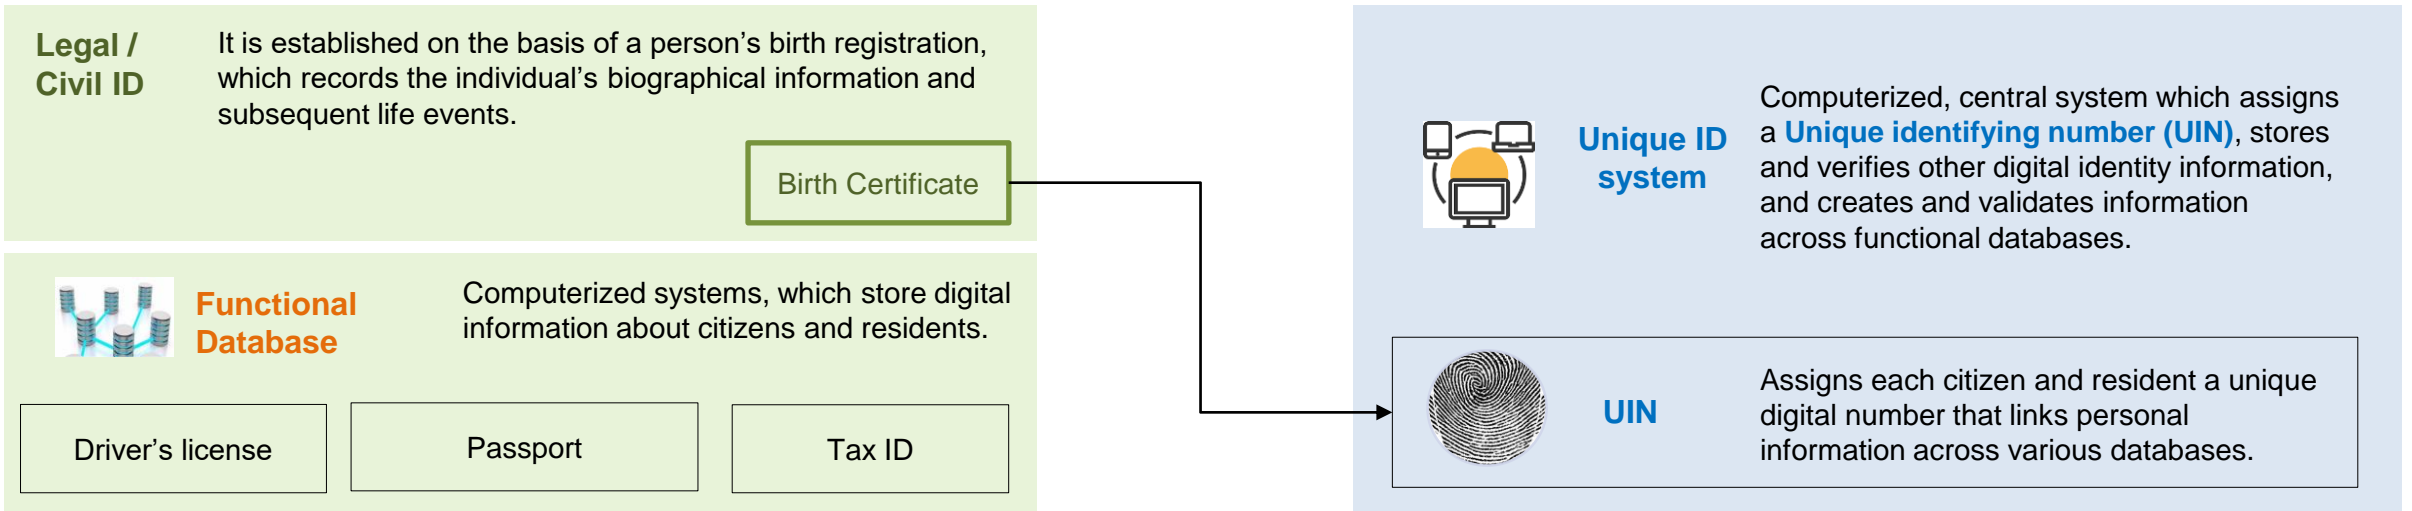 Legal /
Civil ID
It is established on the basis of a person’s birth registration,
which records the individual’s biographical information and
subsequent life events.
Birth Certificate
Functional
Database
Computerized systems, which store digital
information about citizens and residents.
Driver’s license
Passport
Tax ID
Unique ID
system
Computerized, central system which assigns
a Unique identifying number (UIN), stores
and verifies other digital identity information,
and creates and validates information
across functional databases.
UIN
Assigns each citizen and resident a unique
digital number that links personal
information across various databases.